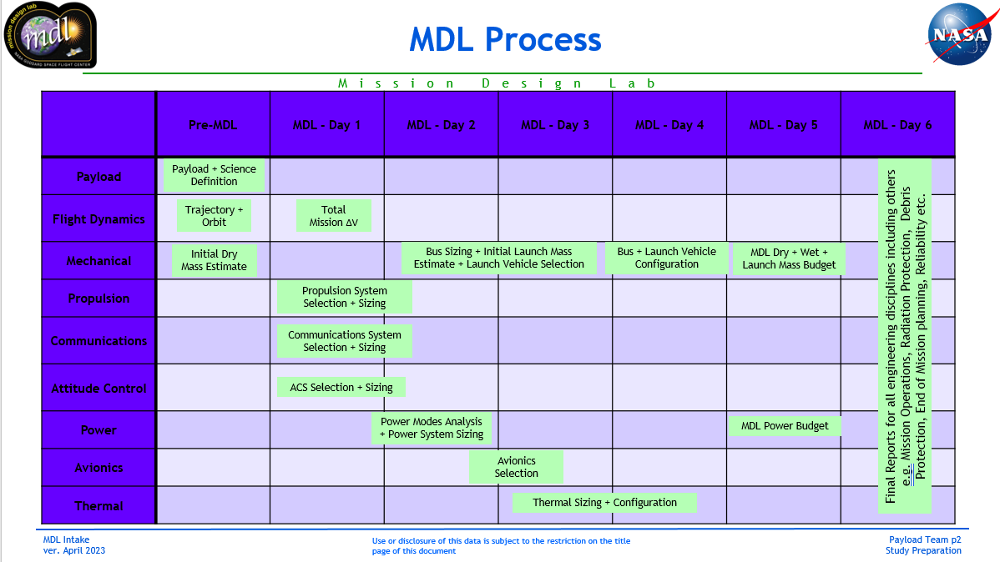 mission design lab
mdl
NASA GODDARD SPACE FLIGHT CENTER
MDL Process
NASA
Mission Design Lab
Pre-MDL
MDL - Day 1
MDL - Day 2
MDL - Day 3
MDL - Day 4
MDL - Day 5
MDL - Day 6
Payload
Payload + Science
Definition
Flight Dynamics
Trajectory +
Orbit
Total
Mission ΔV
Mechanical
Initial Dry
Mass Estimate
Bus Sizing + Initial Launch Mass
Estimate + Launch Vehicle Selection
Bus + Launch Vehicle
Configuration
MDL Dry + Wet +
Launch Mass Budget
Propulsion
Propulsion System
Selection + Sizing
Communications
Communications System
Selection + Sizing
Attitude Control
ACS Selection + Sizing
Power
Power Modes Analysis
+ Power System Sizing
MDL Power Budget
Avionics
Avionics
Selection
Thermal
Thermal Sizing + Configuration
Final Reports for all engineering disciplines including others
e.g. Mission Operations, Radiation Protection, Debris
Protection, End of Mission planning, Reliability etc.
MDL Intake
ver. April 2023
Use or disclosure of this data is subject to the restriction on the title
page of this document
Payload Team p2
Study Preparation